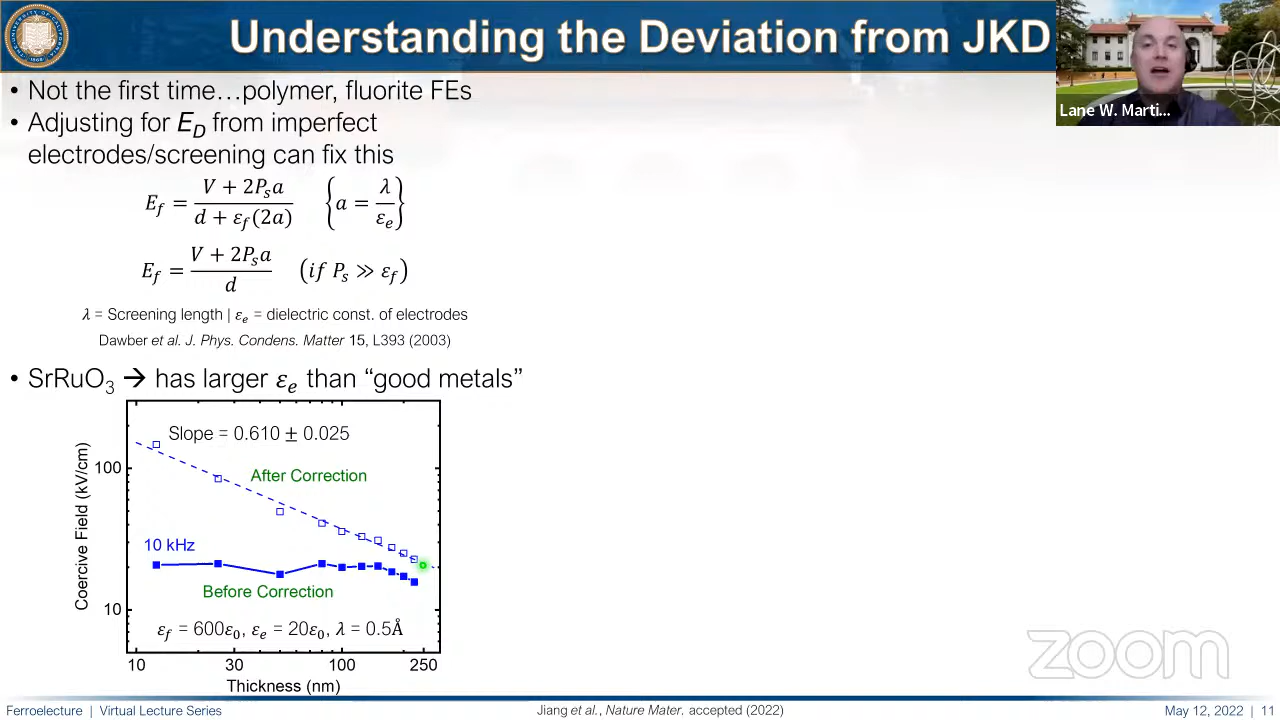 Understanding the Deviation from JKD
Lane W. Marti...
• Not the first time…polymer, fluorite FEs
• Adjusting for E_D from imperfect
electrodes/screening can fix this
E_f = (V + 2P_s a) / (d + ε_f(2a)) {a = λ/ε_e}
E_f = (V + 2P_s a) / d (if P_s ≫ ε_f)
λ = Screening length | ε_e = dielectric const. of electrodes
Dawber et al. J. Phys. Condens. Matter 15, L393 (2003)
• SrRuO₃ → has larger ε_e than “good metals”
Slope = 0.610 ± 0.025
After Correction
10 kHz
Before Correction
ε_f = 600ε₀, ε_e = 20ε₀, λ = 0.5Å
Coercive Field (kV/cm)
100
10
10 30 100 250
Thickness (nm)
zoom
Ferroelecture | Virtual Lecture Series
Jiang et al., Nature Mater. accepted (2022)
May 12, 2022 | 11